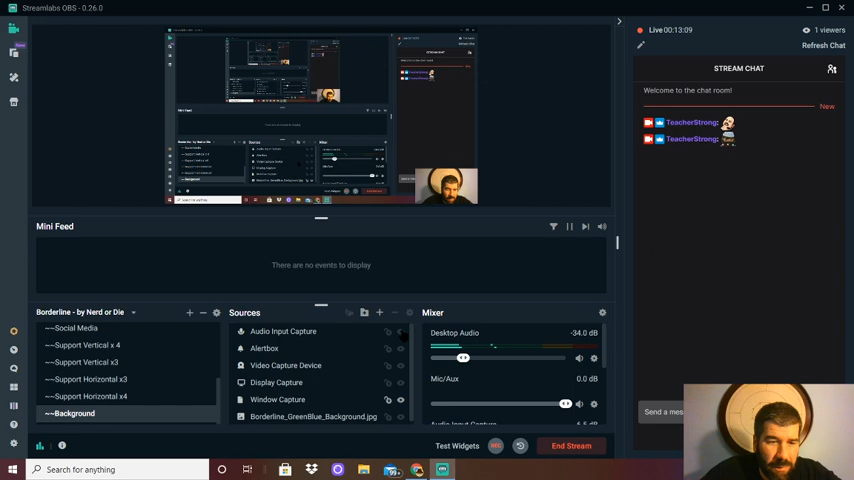 Streamlabs OBS - 0.26.0
Live 00:13:09
1 viewers
Refresh Chat
STREAM CHAT
Welcome to the chat room!
New
TeacherStrong:
TeacherStrong:
Mini Feed
There are no events to display
Borderline - by Nerd or Die
~~Social Media
~~Support Vertical x 4
~~Support Vertical x3
~~Support Horizontal x3
~~Support Horizontal x4
~~Background
Sources
Audio Input Capture
Alertbox
Video Capture Device
Display Capture
Window Capture
Borderline_GreenBlue_Background.jpg
Mixer
Desktop Audio
-34.0 dB
Mic/Aux
0.0 dB
Audio Input Capture
Send a mes
Test Widgets
REC
End Stream
Search for anything
99+